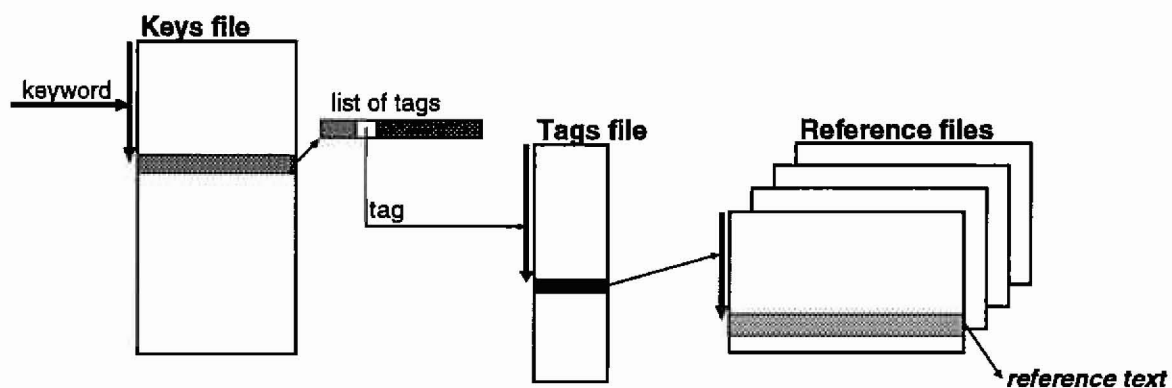 Keys file
keyword
list of tags
Tags file
Reference files
tag
reference text